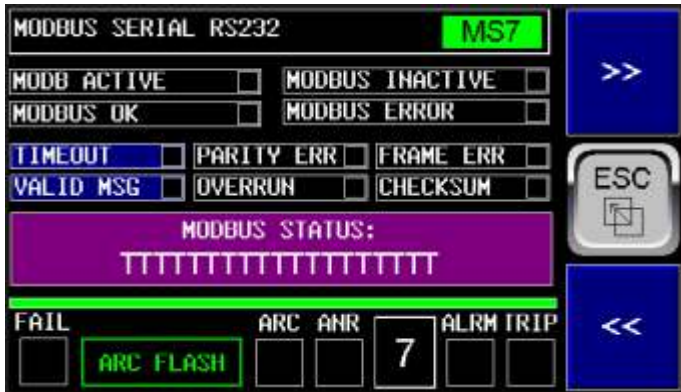 MODBUS SERIAL RS232 MS7
>>
MODB ACTIVE MODBUS INACTIVE
MODBUS OK MODBUS ERROR
TIMEOUT PARITY ERR FRAME ERR
VALID MSG OVERRUN CHECKSUM
ESC
MODBUS STATUS:
TTTTTTTTTTTTTTTTTTTT
FAIL ARC ANR ALRM TRIP
ARC FLASH 7
<<